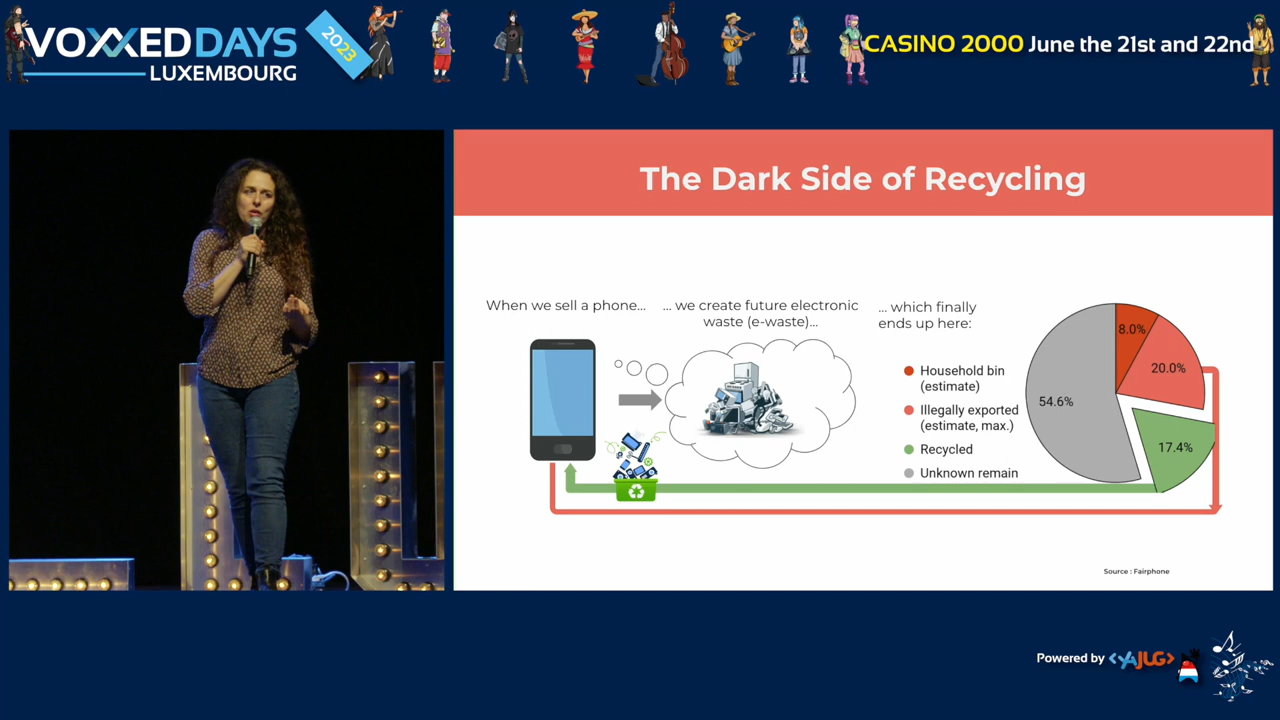 VOXXEDDAYS
LUXEMBOURG
2023
CASINO 2000 June the 21st and 22nd
The Dark Side of Recycling
When we sell a phone...
... we create future electronic
waste (e-waste)...
... which finally
ends up here:
Household bin
(estimate)
Illegally exported
(estimate, max.)
Recycled
Unknown remain
8.0%
20.0%
17.4%
54.6%
Source : Fairphone
Powered by <YAJUG>